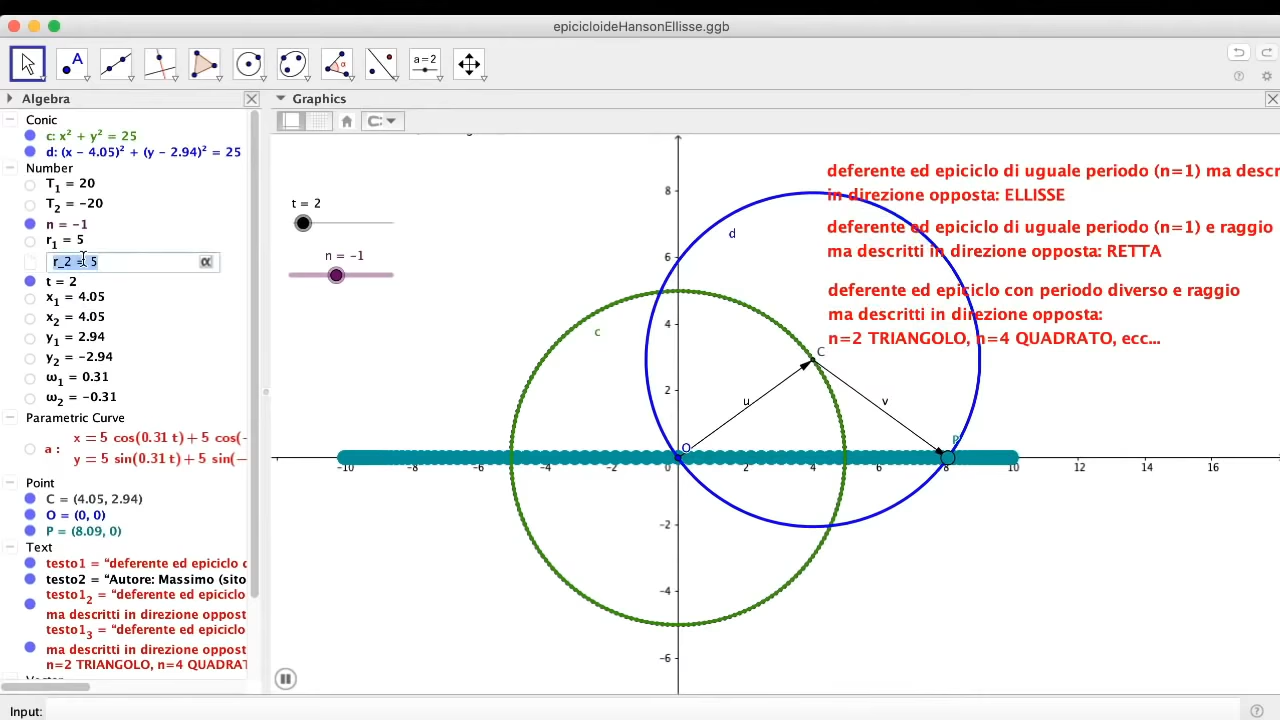 epicicloideHansonEllisse.ggb
A
α
a=2
Algebra
Graphics
Conic
c: x² + y² = 25
d: (x − 4.05)² + (y − 2.94)² = 25
Number
T₁ = 20
T₂ = −20
n = −1
r₁ = 5
r_2 = 5
α
t = 2
x₁ = 4.05
x₂ = 4.05
y₁ = 2.94
y₂ = −2.94
ω₁ = 0.31
ω₂ = −0.31
Parametric Curve
a :
x = 5 cos(0.31 t) + 5 cos(−
y = 5 sin(0.31 t) + 5 sin(−
Point
C = (4.05, 2.94)
O = (0, 0)
P = (8.09, 0)
Text
testo1 = "deferente ed epiciclo
testo2 = "Autore: Massimo (sito
testo1₂ = "deferente ed epiciclo
ma descritti in direzione oppost
testo1₃ = "deferente ed epiciclo
ma descritti in direzione oppost
n=2 TRIANGOLO, n=4 QUADRAT
t = 2
n = −1
deferente ed epiciclo di uguale periodo (n=1) ma descr
in direzione opposta: ELLISSE
deferente ed epiciclo di uguale periodo (n=1) e raggio
ma descritti in direzione opposta: RETTA
deferente ed epiciclo con periodo diverso e raggio
ma descritti in direzione opposta:
n=2 TRIANGOLO, n=4 QUADRATO, ecc...
8
6
4
2
−2
−4
−6
−10
−8
−6
−4
−2
0
2
4
6
8
10
12
14
16
d
c
C
u
v
O
P
Input: